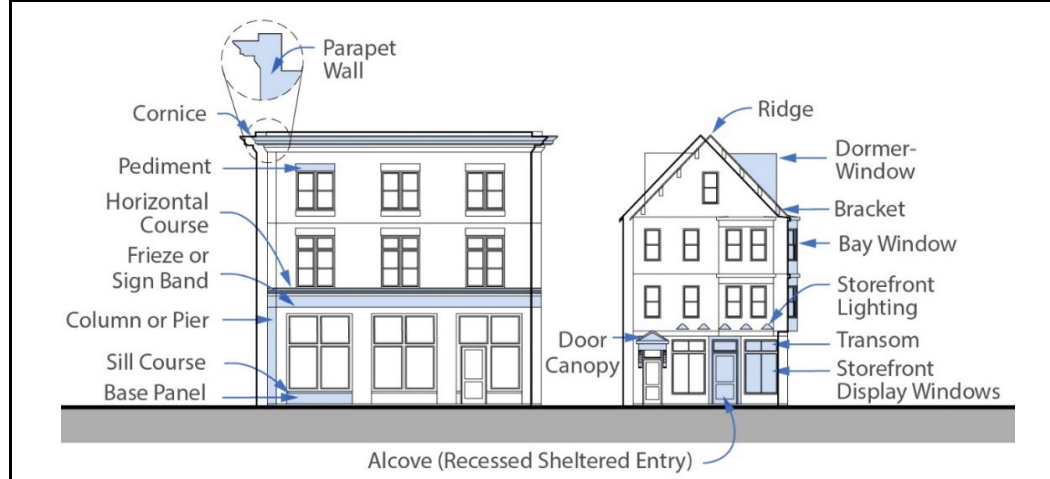 Parapet
Wall
Cornice
Pediment
Horizontal
Course
Frieze or
Sign Band
Column or Pier
Sill Course
Base Panel
Ridge
Dormer-
Window
Bracket
Bay Window
Storefront
Lighting
Door
Canopy
Transom
Storefront
Display Windows
Alcove (Recessed Sheltered Entry)